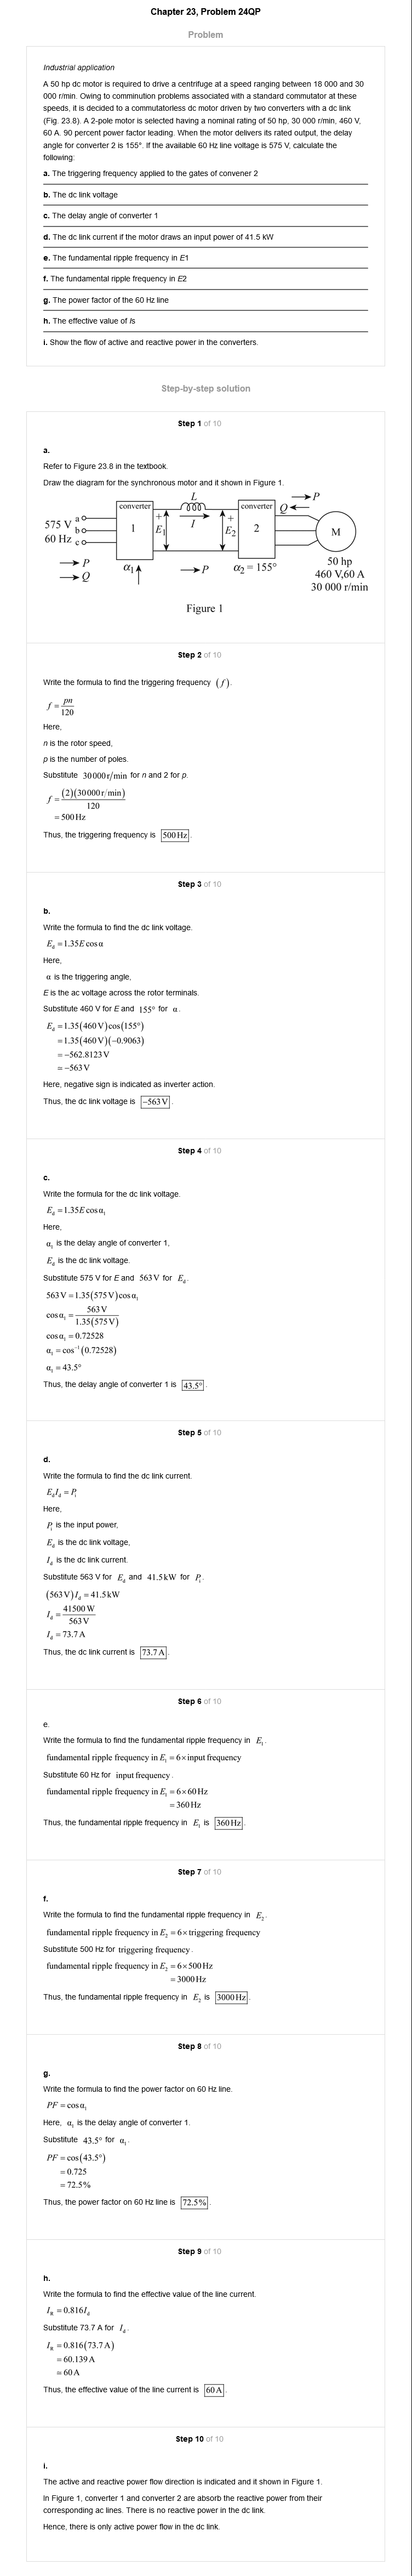 Chapter 23, Problem 24QP
Problem
Industrial application
A 50 hp dc motor is required to drive a centrifuge at a speed ranging between 18 000 and 30
000 r/min. Owing to comminution problems associated with a standard commutator at these
speeds, it is decided to a commutatorless dc motor driven by two converters with a dc link
(Fig. 23.8). A 2-pole motor is selected having a nominal rating of 50 hp, 30 000 r/min, 460 V,
60 A. 90 percent power factor leading. When the motor delivers its rated output, the delay
angle for converter 2 is 155°. If the available 60 Hz line voltage is 575 V, calculate the
following:
a. The triggering frequency applied to the gates of convener 2
b. The dc link voltage
c. The delay angle of converter 1
d. The dc link current if the motor draws an input power of 41.5 kW
e. The fundamental ripple frequency in E1
f. The fundamental ripple frequency in E2
g. The power factor of the 60 Hz line
h. The effective value of Is
i. Show the flow of active and reactive power in the converters.
Step-by-step solution
Step 1 of 10
a.
Refer to Figure 23.8 in the textbook.
Draw the diagram for the synchronous motor and it shown in Figure 1.
575 V
60 Hz
a
b
c
P
Q
converter
1
α₁
L
I
+
E₁
+
E₂
P
converter
2
α₂ = 155°
P
Q
M
50 hp
460 V,60 A
30 000 r/min
Figure 1
Step 2 of 10
Write the formula to find the triggering frequency (f).
f = pn/120
Here,
n is the rotor speed,
p is the number of poles.
Substitute 30000 r/min for n and 2 for p.
f = (2)(30000 r/min)/120
= 500 Hz
Thus, the triggering frequency is 500 Hz.
Step 3 of 10
b.
Write the formula to find the dc link voltage.
E_d = 1.35E cos α
Here,
α is the triggering angle,
E is the ac voltage across the rotor terminals.
Substitute 460 V for E and 155° for α.
E_d = 1.35(460 V)cos(155°)
= 1.35(460 V)(−0.9063)
= −562.8123 V
= −563 V
Here, negative sign is indicated as inverter action.
Thus, the dc link voltage is −563 V.
Step 4 of 10
c.
Write the formula for the dc link voltage.
E_d = 1.35E cos α₁
Here,
α₁ is the delay angle of converter 1,
E_d is the dc link voltage.
Substitute 575 V for E and 563 V for E_d.
563 V = 1.35(575 V)cos α₁
cos α₁ = 563 V/1.35(575 V)
cos α₁ = 0.72528
α₁ = cos⁻¹(0.72528)
α₁ = 43.5°
Thus, the delay angle of converter 1 is 43.5°.
Step 5 of 10
d.
Write the formula to find the dc link current.
E_d I_d = P_i
Here,
P_i is the input power,
E_d is the dc link voltage,
I_d is the dc link current.
Substitute 563 V for E_d and 41.5 kW for P_i.
(563 V)I_d = 41.5 kW
I_d = 41500 W/563 V
I_d = 73.7 A
Thus, the dc link current is 73.7 A.
Step 6 of 10
e.
Write the formula to find the fundamental ripple frequency in E₁.
fundamental ripple frequency in E₁ = 6 × input frequency
Substitute 60 Hz for input frequency.
fundamental ripple frequency in E₁ = 6 × 60 Hz
= 360 Hz
Thus, the fundamental ripple frequency in E₁ is 360 Hz.
Step 7 of 10
f.
Write the formula to find the fundamental ripple frequency in E₂.
fundamental ripple frequency in E₂ = 6 × triggering frequency
Substitute 500 Hz for triggering frequency.
fundamental ripple frequency in E₂ = 6 × 500 Hz
= 3000 Hz
Thus, the fundamental ripple frequency in E₂ is 3000 Hz.
Step 8 of 10
g.
Write the formula to find the power factor on 60 Hz line.
PF = cos α₁
Here, α₁ is the delay angle of converter 1.
Substitute 43.5° for α₁.
PF = cos(43.5°)
= 0.725
= 72.5%
Thus, the power factor on 60 Hz line is 72.5%.
Step 9 of 10
h.
Write the formula to find the effective value of the line current.
I_B = 0.816I_d
Substitute 73.7 A for I_d.
I_B = 0.816(73.7 A)
= 60.139 A
= 60 A
Thus, the effective value of the line current is 60 A.
Step 10 of 10
i.
The active and reactive power flow direction is indicated and it shown in Figure 1.
In Figure 1, converter 1 and converter 2 are absorb the reactive power from their
corresponding ac lines. There is no reactive power in the dc link.
Hence, there is only active power flow in the dc link.